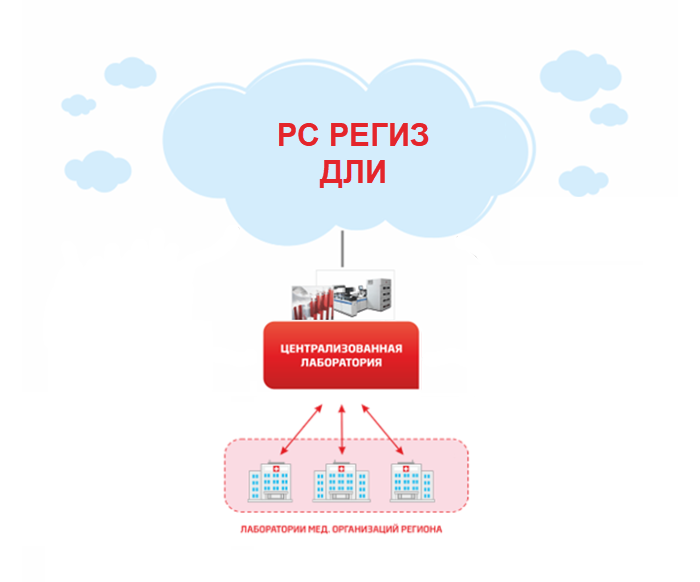 РС РЕГИЗ
ДЛИ
ЦЕНТРАЛИЗОВАННАЯ
ЛАБОРАТОРИЯ
ЛАБОРАТОРИИ МЕД. ОРГАНИЗАЦИЙ РЕГИОНА